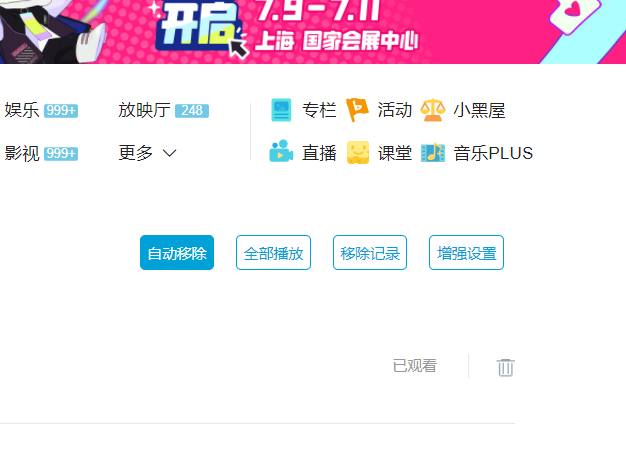 开启
7.9-7.11
上海 国家会展中心
娱乐 999+ 放映厅 248 专栏 活动 小黑屋
影视 999+ 更多 直播 课堂 音乐PLUS
自动移除 全部播放 移除记录 增强设置
已观看